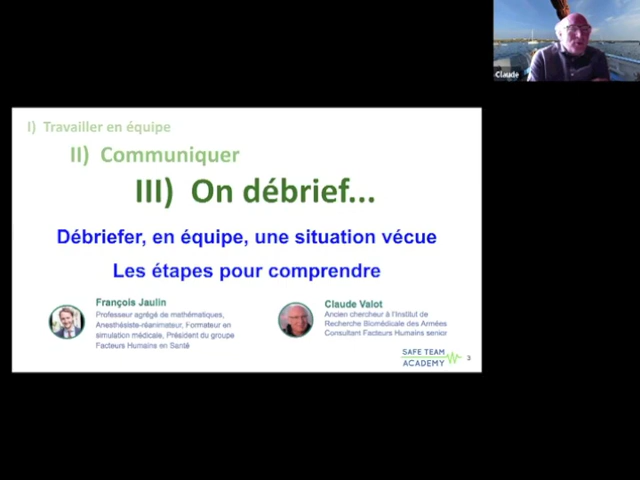 Claude
I) Travailler en équipe
II) Communiquer
III) On débrief...
Débriefer, en équipe, une situation vécue
Les étapes pour comprendre
François Jaulin
Professeur agrégé de mathématiques,
Anesthésiste-réanimateur, Formateur en
simulation médicale, Président du groupe
Facteurs Humains en Santé
Claude Valot
Ancien chercheur à l'Institut de
Recherche Biomédicale des Armées
Consultant Facteurs Humains senior
SAFE TEAM
ACADEMY
3